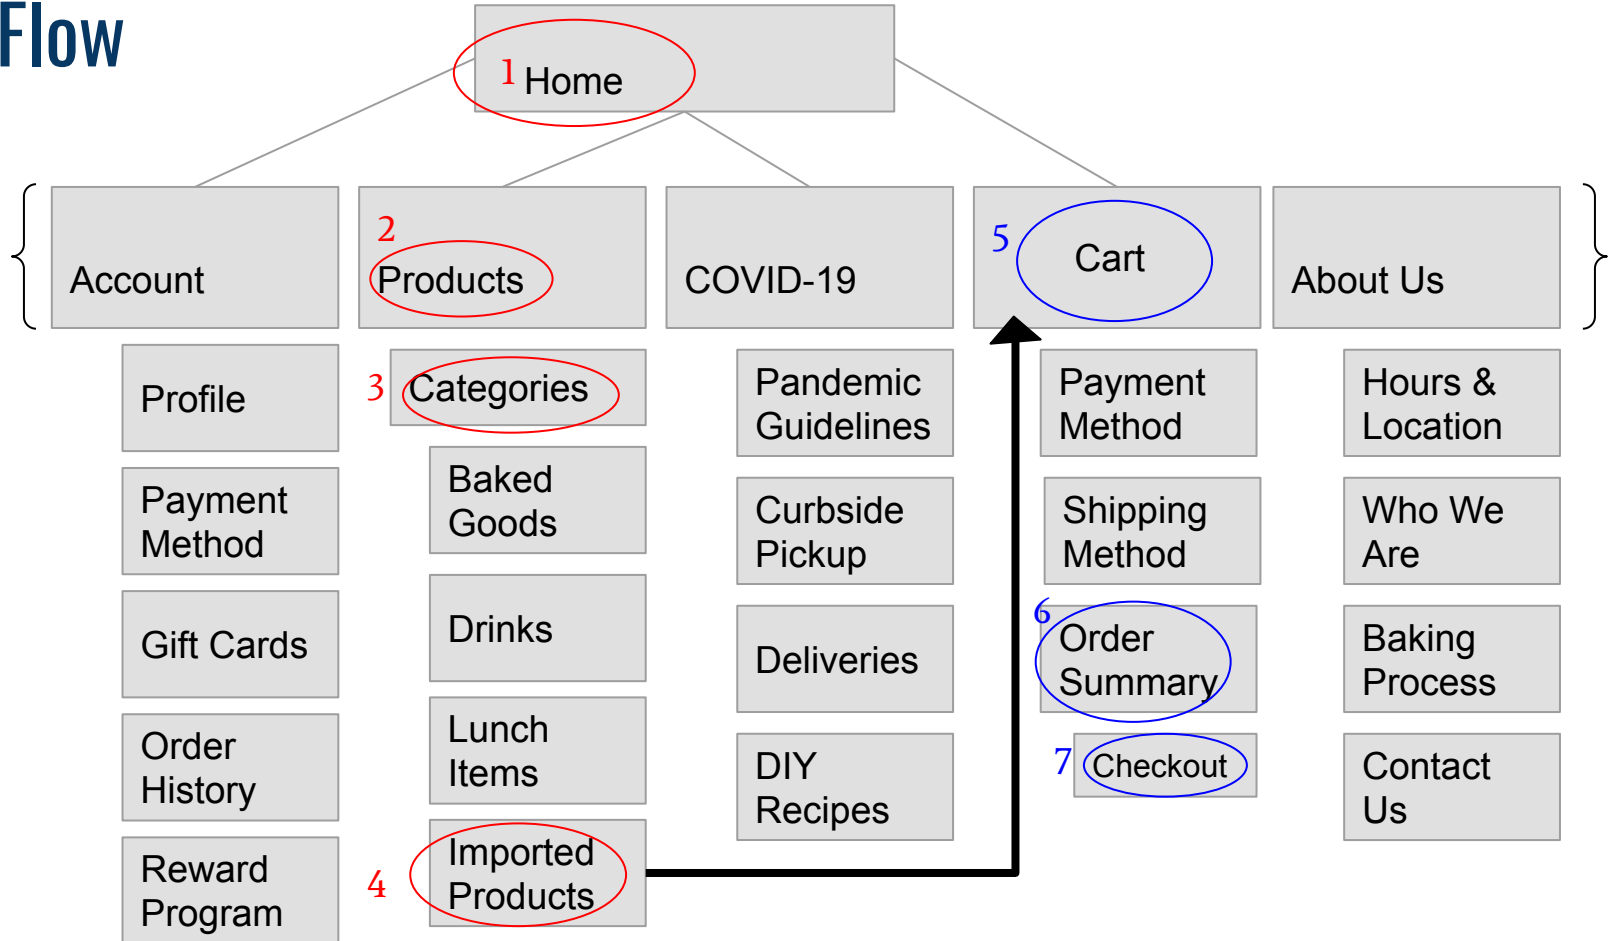 Flow
1 Home
Account
2
Products
COVID-19
5 Cart
About Us
Profile
Payment
Method
Gift Cards
Order
History
Reward
Program
3 Categories
Baked
Goods
Drinks
Lunch
Items
4 Imported
Products
Pandemic
Guidelines
Curbside
Pickup
Deliveries
DIY
Recipes
Payment
Method
Shipping
Method
6 Order
Summary
7 Checkout
Hours &
Location
Who We
Are
Baking
Process
Contact
Us